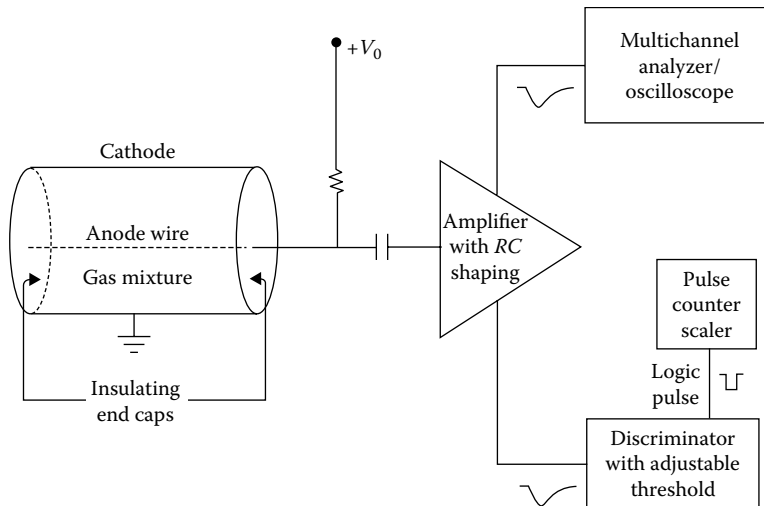 +V₀
Multichannel
analyzer/
oscilloscope
Cathode
Anode wire
Gas mixture
Amplifier
with RC
shaping
Pulse
counter
scaler
Logic
pulse
Insulating
end caps
Discriminator
with adjustable
threshold